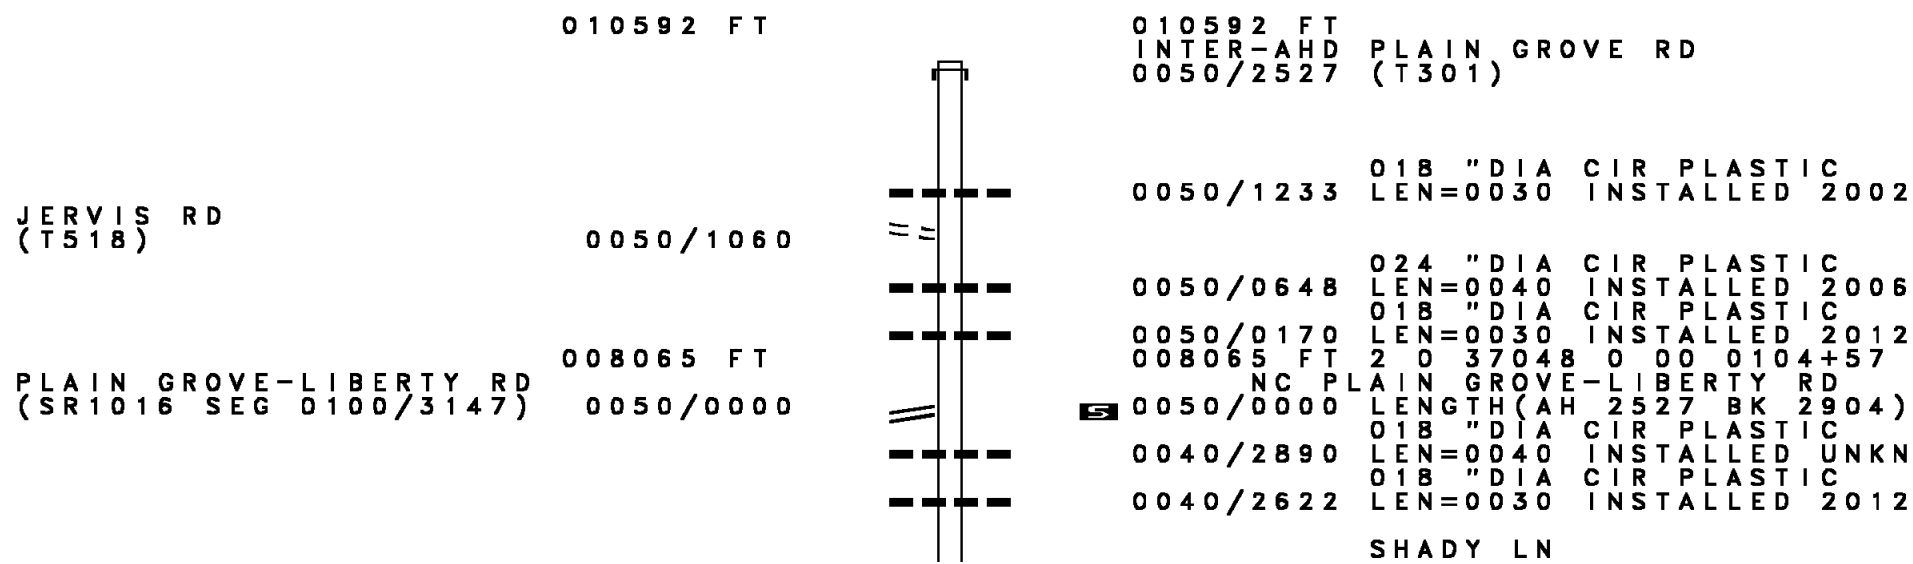 010592 FT 010592 FT
INTER-AHD PLAIN GROVE RD
0050/2527 (T301)
018 "DIA CIR PLASTIC
0050/1233 LEN=0030 INSTALLED 2002
JERVIS RD
(T518) 0050/1060
024 "DIA CIR PLASTIC
0050/0648 LEN=0040 INSTALLED 2006
018 "DIA CIR PLASTIC
0050/0170 LEN=0030 INSTALLED 2012
008065 FT 008065 FT 2 0 37048 0 00 0104+57
PLAIN GROVE-LIBERTY RD NC PLAIN GROVE-LIBERTY RD
(SR1016 SEG 0100/3147) 0050/0000 S 0050/0000 LENGTH(AH 2527 BK 2904)
018 "DIA CIR PLASTIC
0040/2890 LEN=0040 INSTALLED UNKN
018 "DIA CIR PLASTIC
0040/2622 LEN=0030 INSTALLED 2012
SHADY LN